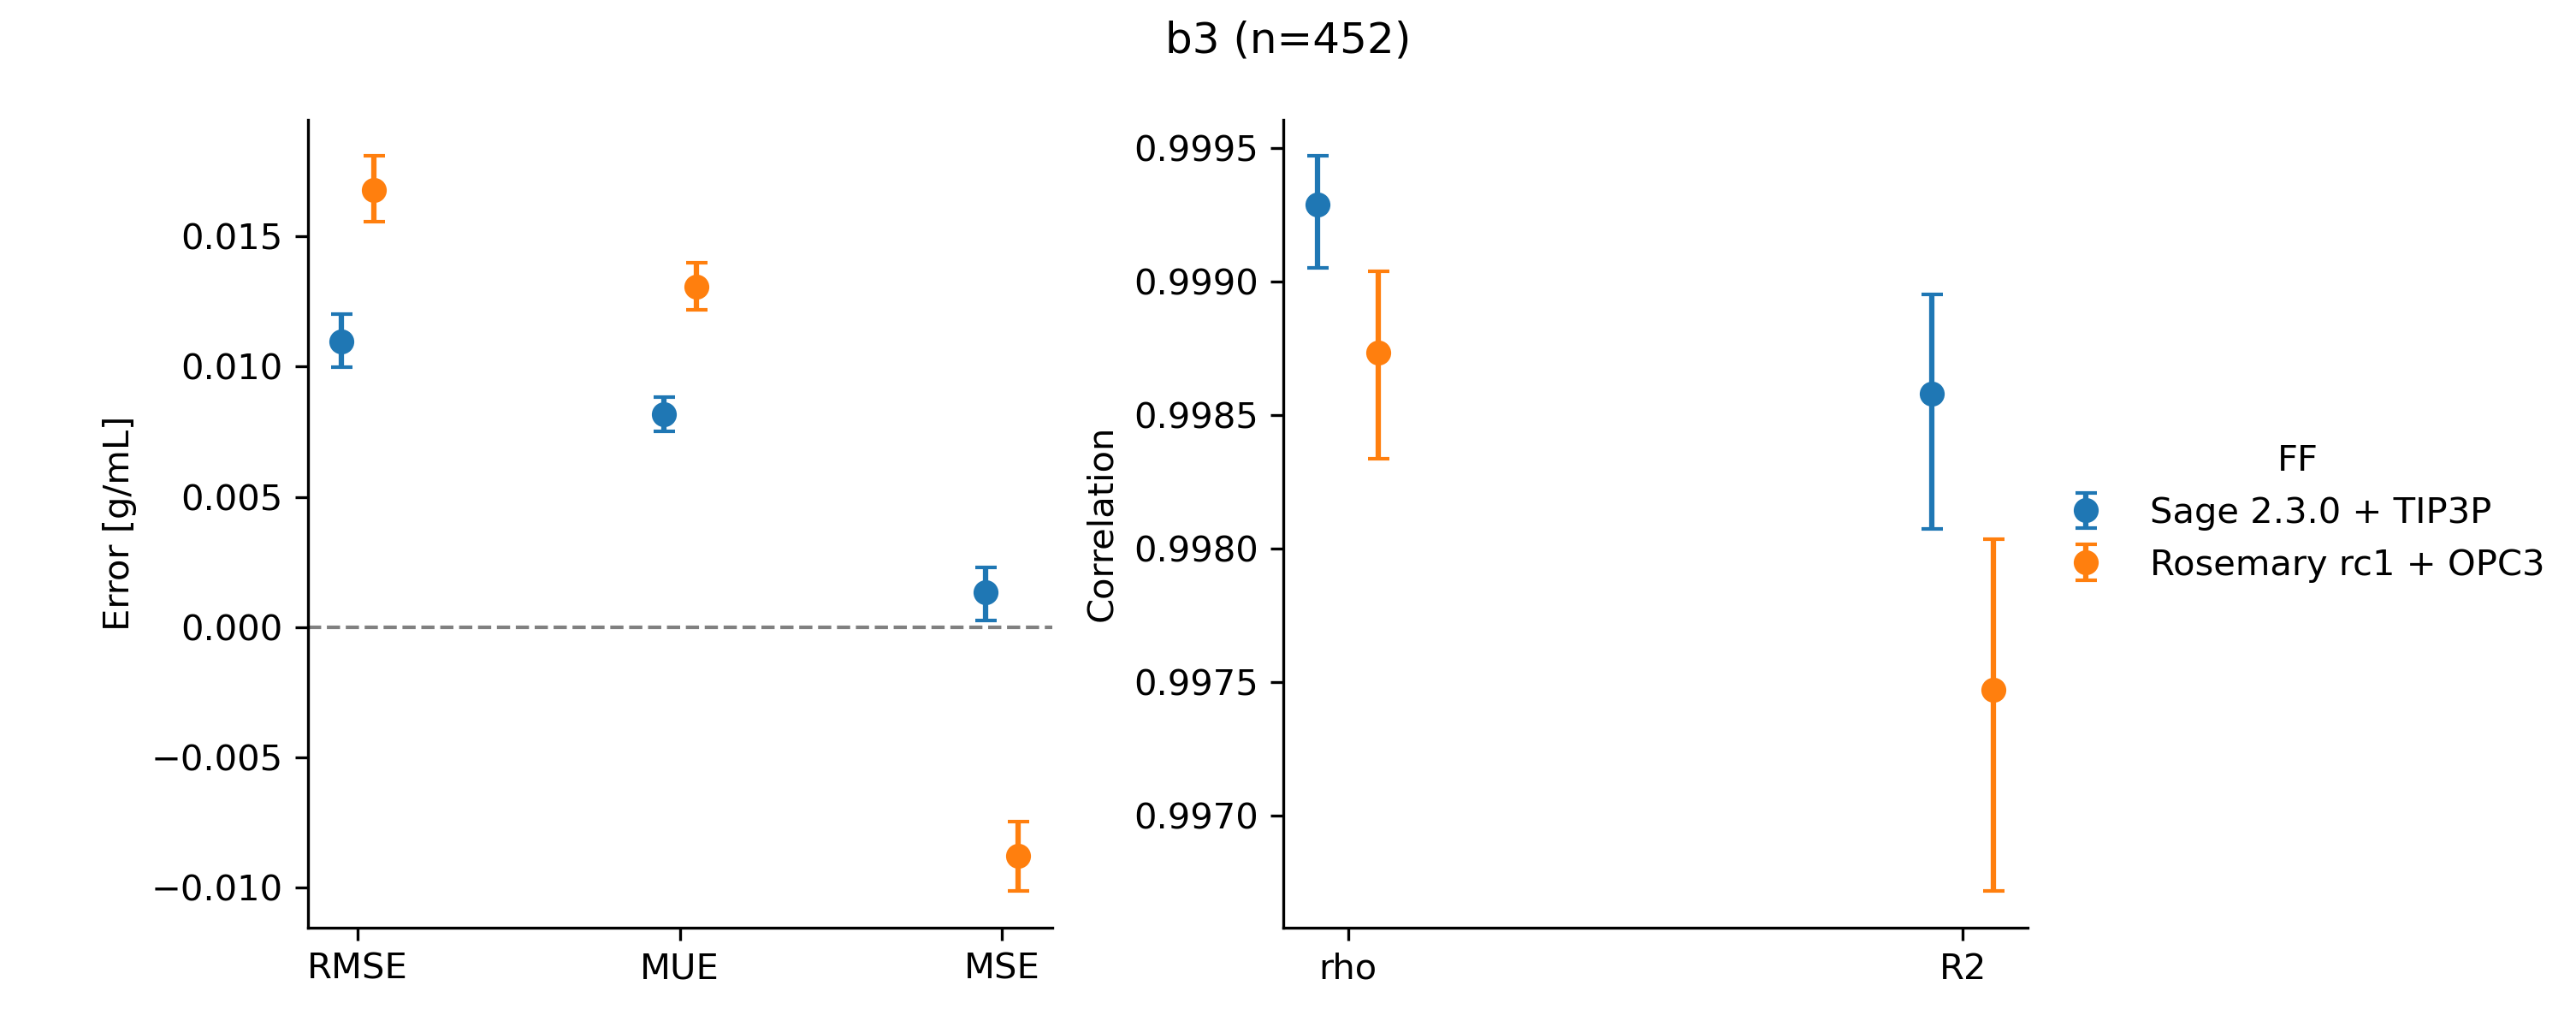 b3 (n=452)
Error [g/mL]
0.015
0.010
0.005
0.000
−0.005
−0.010
RMSE
MUE
MSE
Correlation
0.9995
0.9990
0.9985
0.9980
0.9975
0.9970
rho
R2
FF
Sage 2.3.0 + TIP3P
Rosemary rc1 + OPC3